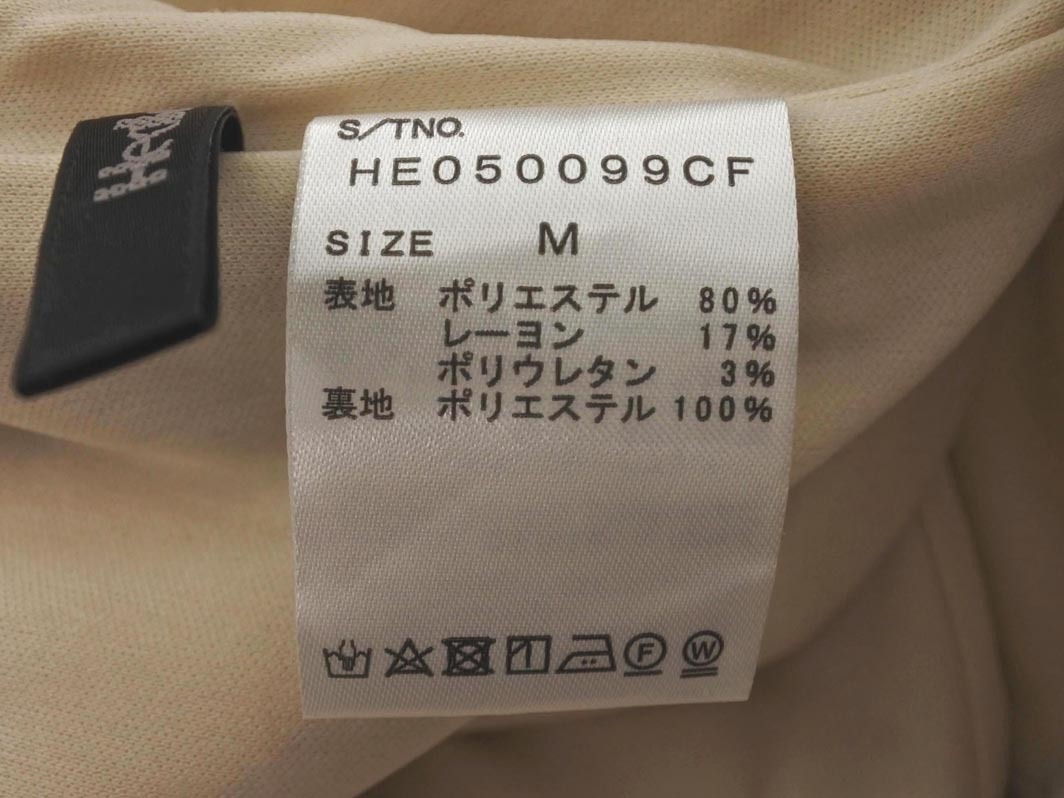 S/TNO.
HE050099CF
SIZE M
表地 ポリエステル 80%
レーヨン 17%
ポリウレタン 3%
裏地 ポリエステル 100%
F W